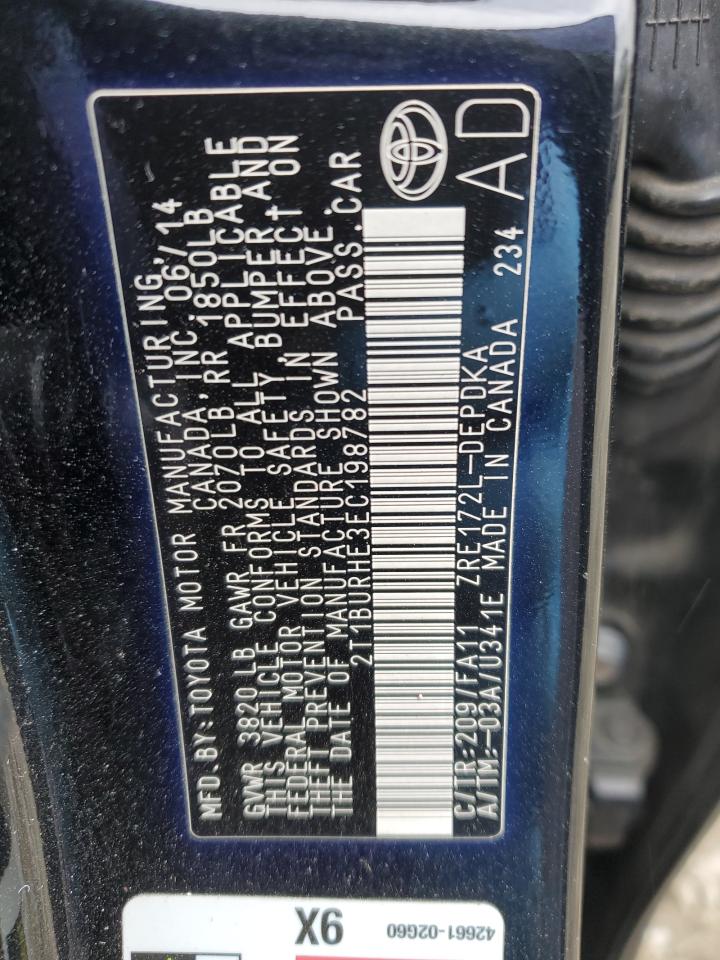 MFD.BY:TOYOTA MOTOR MANUFACTURING,
CANADA, INC. 06/14
GVWR 3820LB GAWR FR 2070LB RR 1850LB
THIS VEHICLE CONFORMS TO ALL APPLICABLE
FEDERAL MOTOR VEHICLE SAFETY, BUMPER AND
THEFT PREVENTION STANDARDS IN EFFECT ON
THE DATE OF MANUFACTURE SHOWN ABOVE.
2T1BURHE3EC198782 PASS.CAR
C/TR:209/FA11 ZRE172L-DEPDKA 234
A/TM:-03A/U341E MADE IN CANADA
AD
9X
42661-02G60